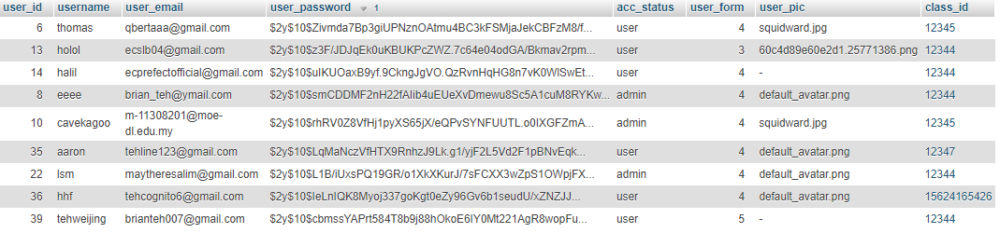 user_id username user_email user_password 1 acc_status user_form user_pic class_id
6 thomas qbertaaa@gmail.com $2y$10$Zivmda7Bp3giUPNznOAtmu4BC3kFSMjaJekCBFzM8/f... user 4 squidward.jpg 12345
13 holol ecslb04@gmail.com $2y$10$z3F/JDJqEk0uKBUKPcZWZ.7c64e04odGA/Bkmav2rpm... user 3 60c4d89e60e2d1.25771386.png 12344
14 halil ecprefectofficial@gmail.com $2y$10$uIKUOaxB9yf.9CkngJgVO.QzRvnHqHG8n7vK0WlSwEt... user 4 - 12344
8 eeee brian_teh@ymail.com $2y$10$smCDDMF2nH22fAlib4uEUeXvDmewu8Sc5A1cuM8RYKw... admin 4 default_avatar.png 12344
10 cavekagoo m-11308201@moe-dl.edu.my $2y$10$rhRV0Z8VfHj1pyXS65jX/eQPvSYNFUUTL.o0IXGFZmA... admin 4 squidward.jpg 12345
35 aaron tehline123@gmail.com $2y$10$LqMaNczVfHTX9RnhzJ9Lk.g1/yjF2L5Vd2F1pBNvEqk... user 4 default_avatar.png 12347
22 lsm maytheresalim@gmail.com $2y$10$L1B/iUxsPQ19GR/o1XkXKurJ/7sFCXX3wZpS1OWpjFX... admin 4 default_avatar.png 12344
36 hhf tehcognito6@gmail.com $2y$10$IeLnIQK8Myoj337goKgt0eZy96Gv6b1seudU/xZNZJJ... user 4 default_avatar.png 15624165426
39 tehweijing brianteh007@gmail.com $2y$10$cbmssYAPrt584T8b9j88hOkoE6IY0Mt221AgR8wopFu... user 5 - 12344